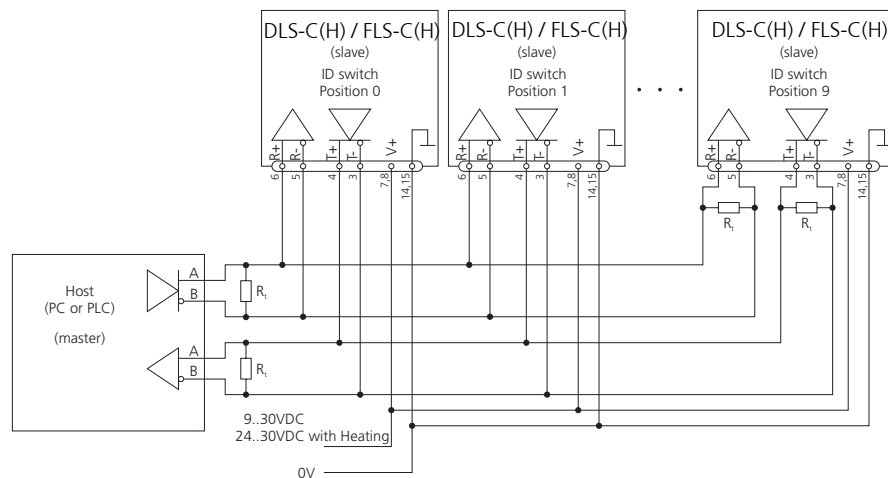 DLS-C(H) / FLS-C(H)
(slave)
ID switch
Position 0
R+
R-
T+
T-
V+
6
5
4
3
7,8
14,15
DLS-C(H) / FLS-C(H)
(slave)
ID switch
Position 1
R+
R-
T+
T-
V+
6
5
4
3
7,8
14,15
. . .
DLS-C(H) / FLS-C(H)
(slave)
ID switch
Position 9
R+
R-
T+
T-
V+
6
5
4
3
7,8
14,15
Rt
Rt
Host
(PC or PLC)
(master)
A
B
Rt
A
B
Rt
9..30VDC
24..30VDC with Heating
0V